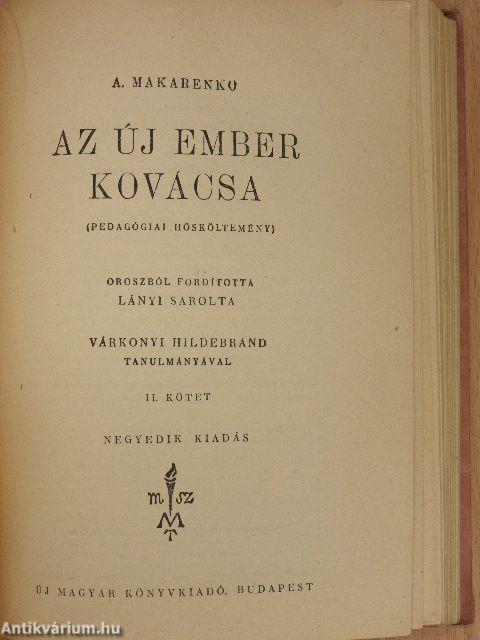 A. MAKARENKO
AZ ÚJ EMBER
KOVÁCSA
(PEDAGÓGIAI HŐSKÖLTEMÉNY)
OROSZBÓL FORDÍTOTTA
LÁNYI SAROLTA
VÁRKONYI HILDEBRAND
TANULMÁNYÁVAL
II. KÖTET
NEGYEDIK KIADÁS
m sz
M
T
ÚJ MAGYAR KÖNYVKIADÓ, BUDAPEST
Antikvárium.hu